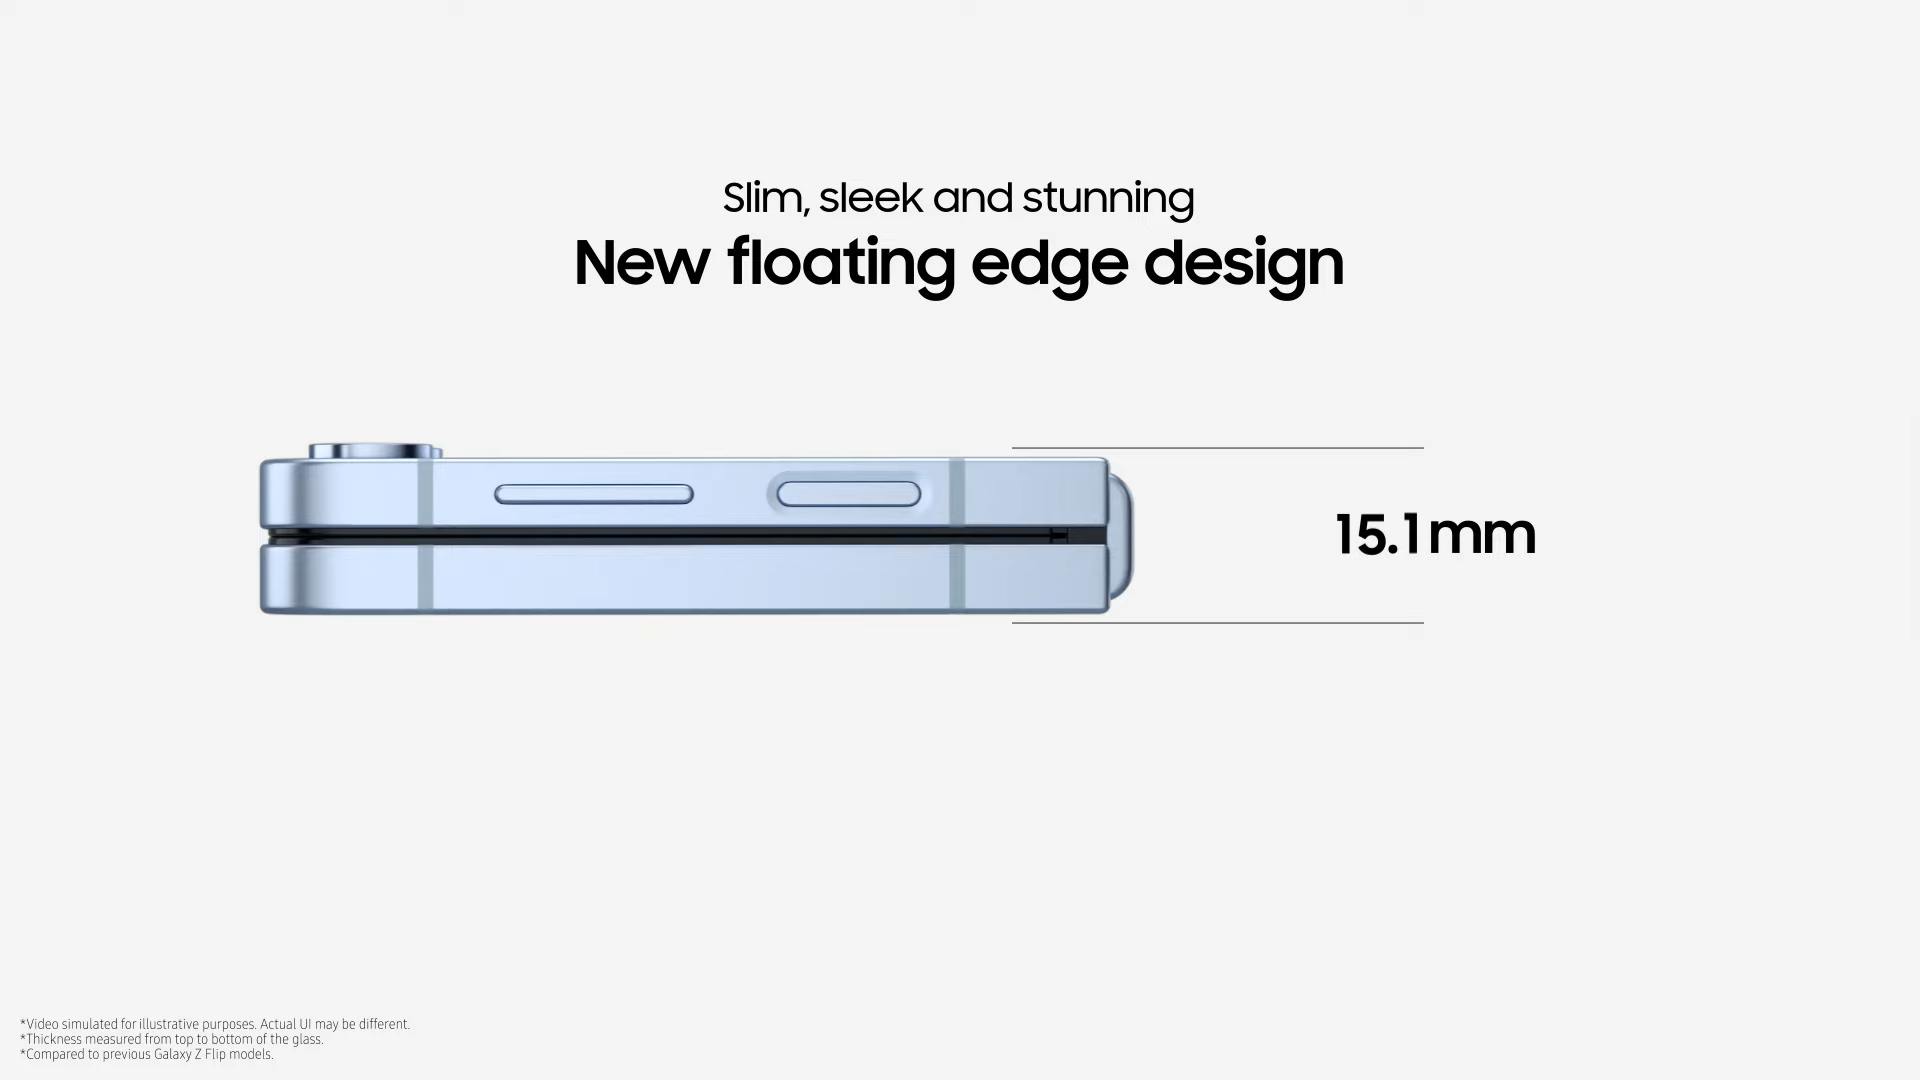 Slim, sleek and stunning
New floating edge design
15.1mm
*Video simulated for illustrative purposes. Actual UI may be different.
*Thickness measured from top to bottom of the glass.
*Compared to previous Galaxy Z Flip models.